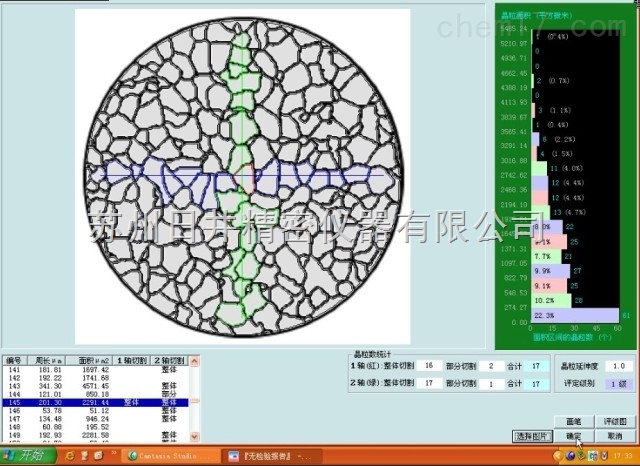 chem17.com
晶粒面积 (平方微米)
5485.24
1 (0.4%)
5210.97
0
4936.71
0
4662.45
2 (0.7%)
4388.19
0
4113.93
3 (1.1%)
3839.67
1 (0.4%)
3565.41
6 (2.2%)
3291.14
4 (1.5%)
3016.88
11 (4.0%)
2742.62
12 (4.4%)
2468.36
12 (4.4%)
2194.10
13 (4.7%)
8.0% 22
9.1% 25
1371.31
7.7% 21
1097.05
9.9% 27
822.79
9.1% 25
548.53
10.2% 28
274.27
22.3% 61
0.00
0 10 20 30 40 50 60
面积区间的晶粒数 (个)
苏州日井精密仪器有限公司
编号 周长μm 面积μm2 1轴切割 2轴切割
141 181.81 1697.42 整体
142 192.22 1741.68
143 341.30 4571.45 整体
144 121.01 850.18 部分
145 201.30 2291.44 整体 整体
146 53.78 51.12 整体
147 134.48 946.24 整体
148 60.88 195.52
149 192.93 2281.58 整体
晶粒数统计
1轴(红):整体切割 16 部分切割 2 合计 17
2轴(绿):整体切割 17 部分切割 1 合计 17
晶粒延伸度 1.0
评定级别 1 级
画笔 评级图
选择图片 确定 取消
开始
Camtasia Studio
『无检验报告』 -...
17:33